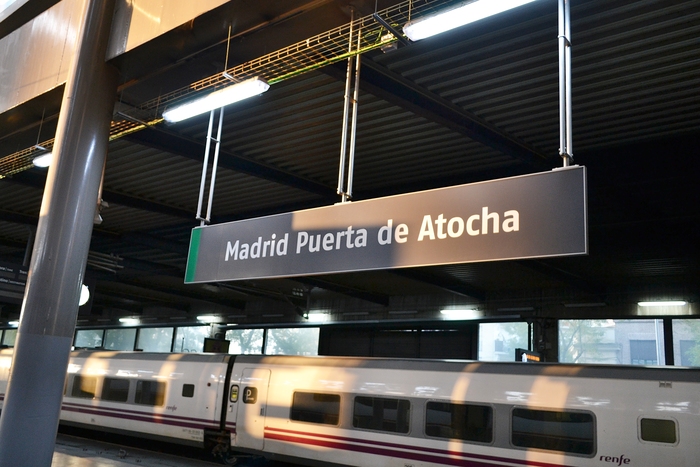 Madrid Puerta de Atocha
renfe